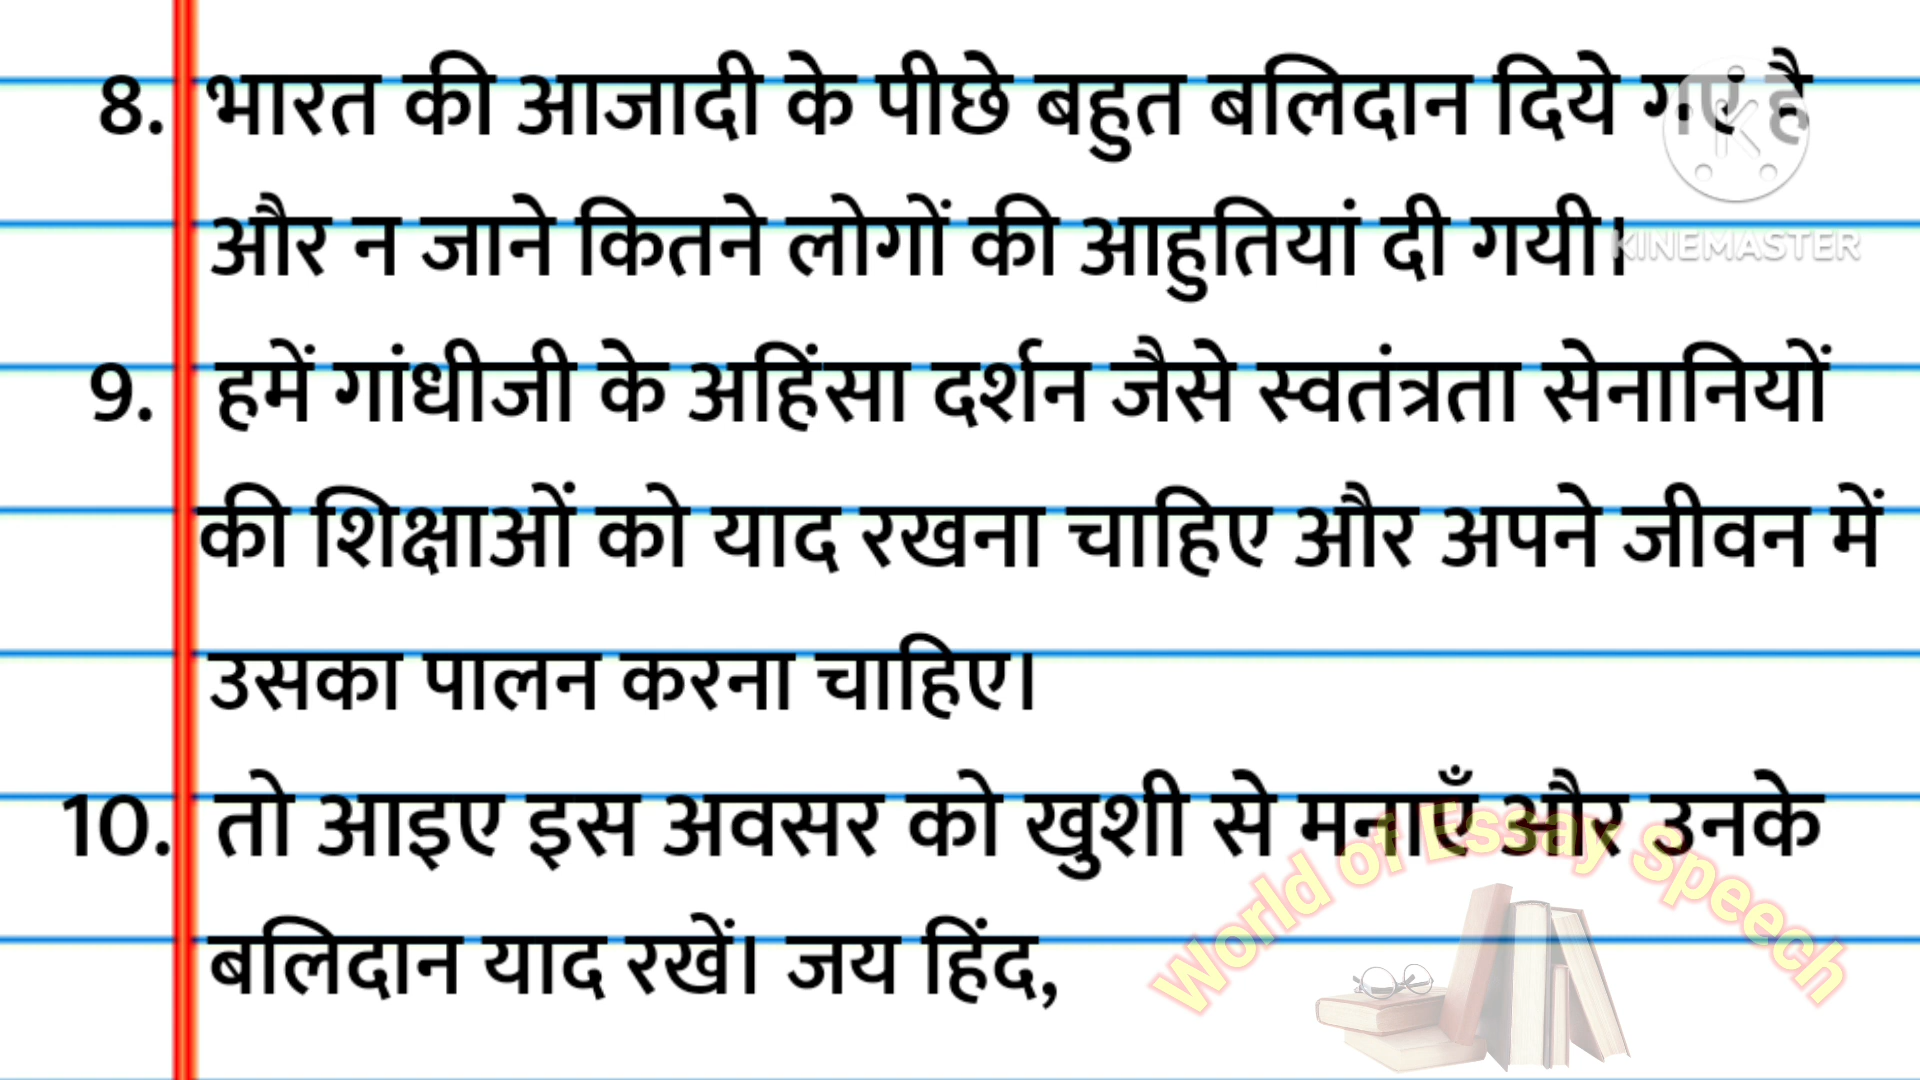 8. भारत की आजादी के पीछे बहुत बलिदान दिये गएं है
और न जाने कितने लोगों की आहुतियां दी गयी।
KINEMASTER
9. हमें गांधीजी के अहिंसा दर्शन जैसे स्वतंत्रता सेनानियों
की शिक्षाओं को याद रखना चाहिए और अपने जीवन में
उसका पालन करना चाहिए।
10. तो आइए इस अवसर को खुशी से मनाएँ और उनके
बलिदान याद रखें। जय हिंद,
World of Essay Speech